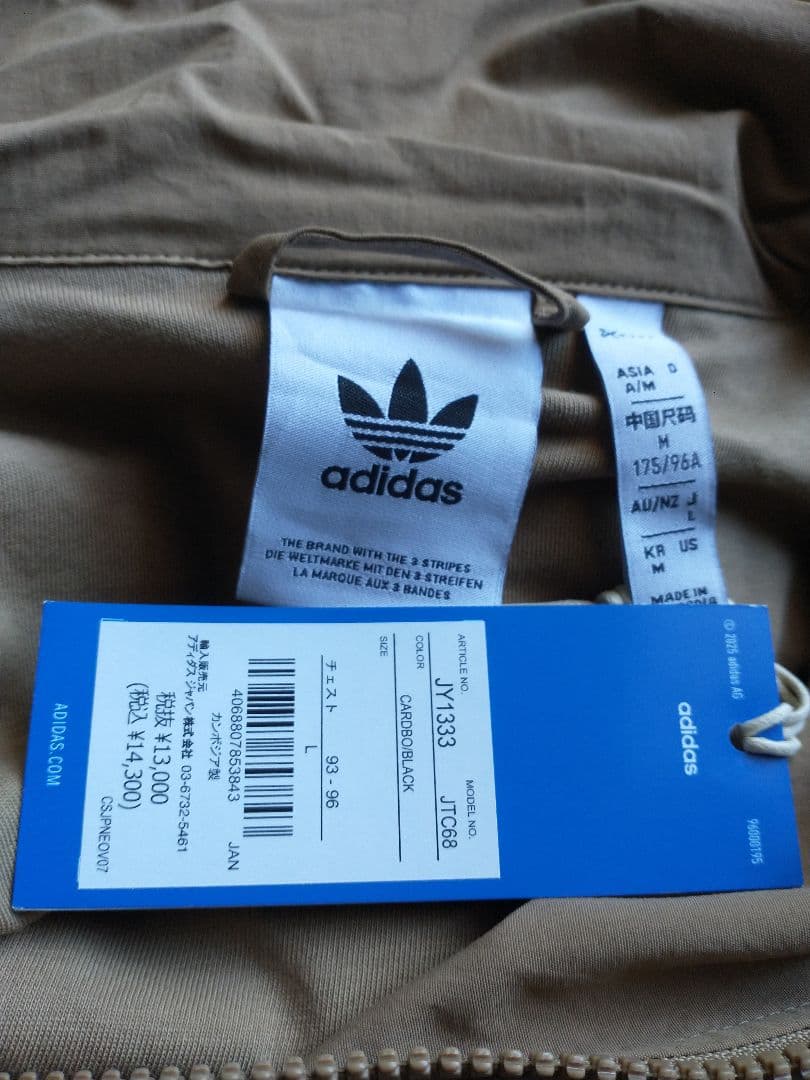 adidas
THE BRAND WITH THE 3 STRIPES
DIE WELTMARKE MIT DEN 3 STREIFEN
LA MARQUE AUX 3 BANDES
ASIA D
A/M
中国尺码
M
175/96A
AU/NZ J
L
KR US
M
MADE IN
© 2025 adidas AG
adidas
96000195
ARTICLE NO. MODEL NO.
JY1333 JTC68
COLOR
CARDBO/BLACK
SIZE
チェスト 93 - 96
L
4068807853843 JAN
カンボジア製
輸入販売元
アディダス ジャパン 株式会社 03-6732-5461
税抜 ¥13,000
(税込 ¥14,300)
CSJPNEOV07
ADIDAS.COM